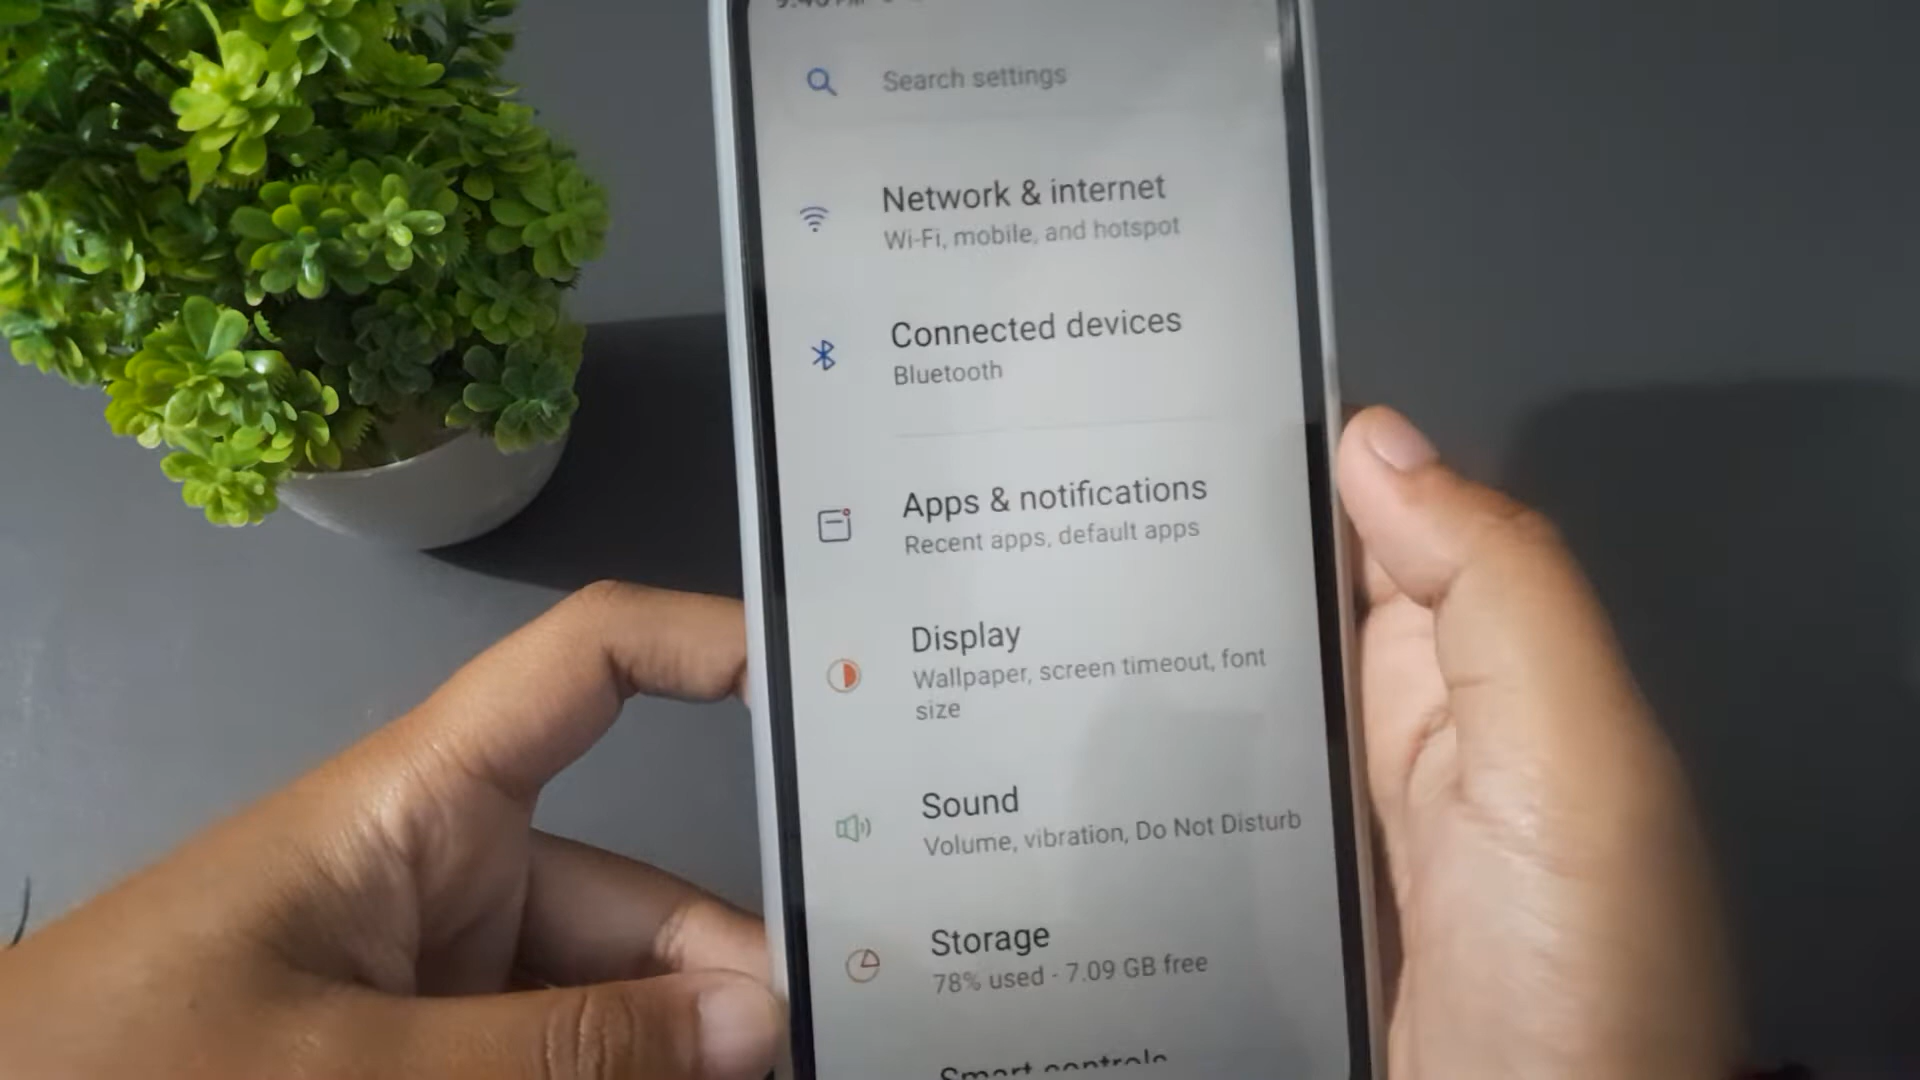 Search settings
Network & internet
Wi-Fi, mobile, and hotspot
Connected devices
Bluetooth
Apps & notifications
Recent apps, default apps
Display
Wallpaper, screen timeout, font
size
Sound
Volume, vibration, Do Not Disturb
Storage
78% used - 7.09 GB free
Smart controls